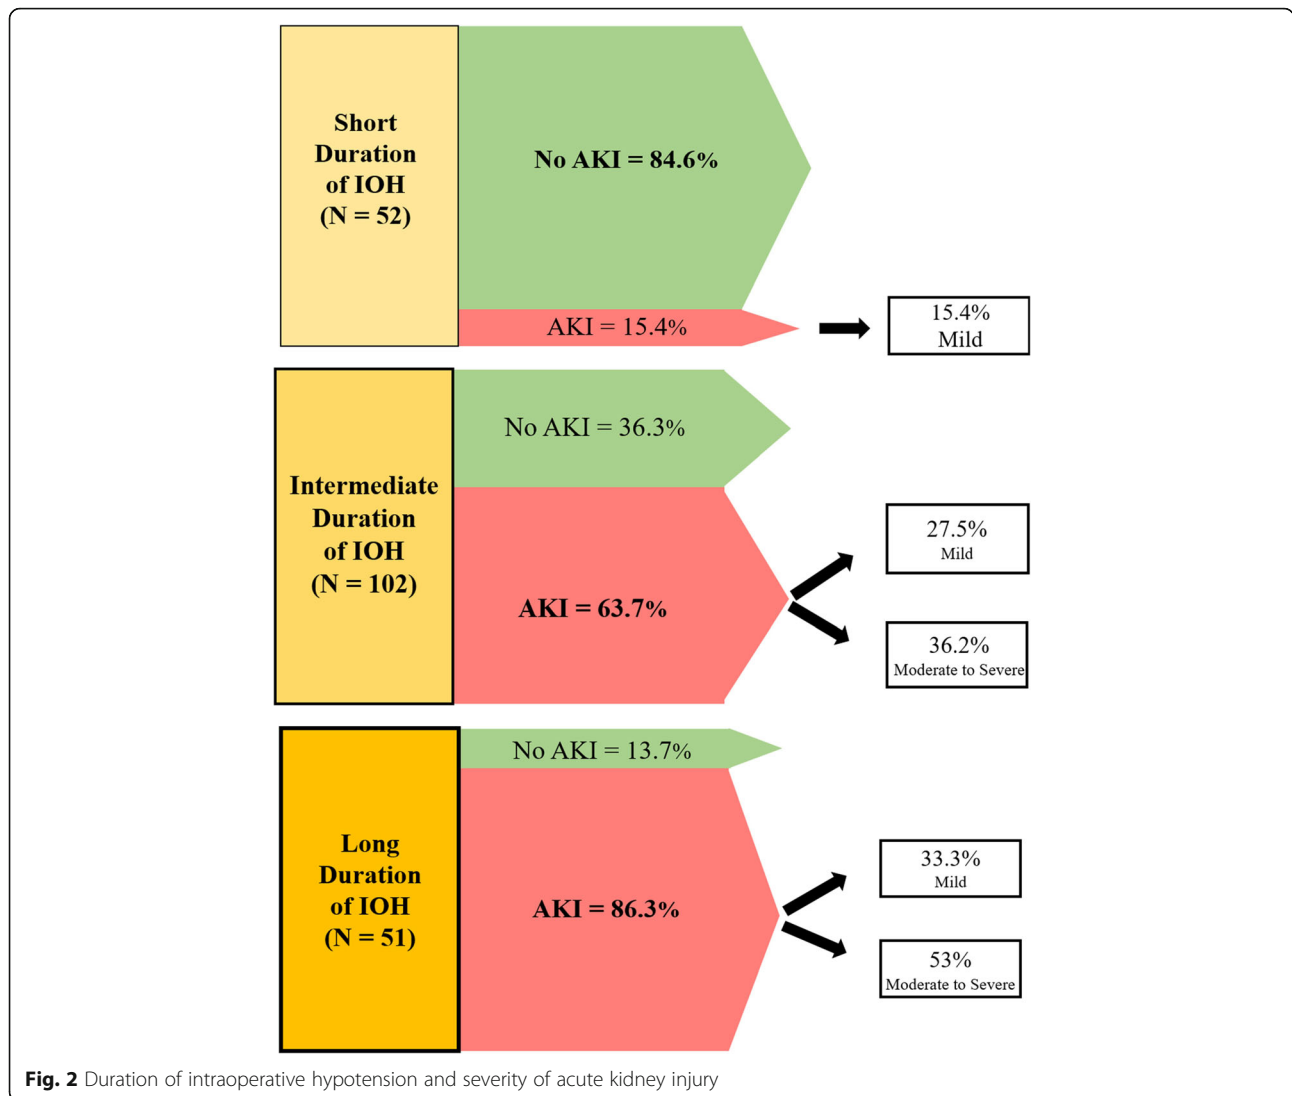 Short
Duration
of IOH
(N = 52)
No AKI = 84.6%
AKI = 15.4%
15.4%
Mild
Intermediate
Duration
of IOH
(N = 102)
No AKI = 36.3%
AKI = 63.7%
27.5%
Mild
36.2%
Moderate to Severe
Long
Duration
of IOH
(N = 51)
No AKI = 13.7%
AKI = 86.3%
33.3%
Mild
53%
Moderate to Severe
Fig. 2 Duration of intraoperative hypotension and severity of acute kidney injury